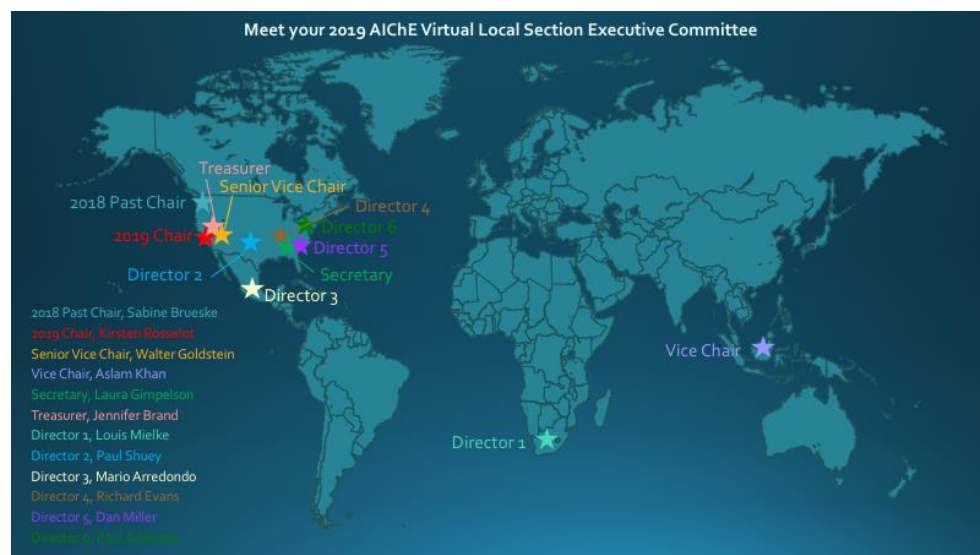 Meet your 2019 AIChE Virtual Local Section Executive Committee
Treasurer
Senior Vice Chair
2018 Past Chair
Director 4
Director 6
2019 Chair
Director 5
Director 2
Secretary
Director 3
Vice Chair
Director 1
2018 Past Chair, Sabine Brueske
2019 Chair, Kirsten Rosselot
Senior Vice Chair, Walter Goldstein
Vice Chair, Aslam Khan
Secretary, Laura Gimpelson
Treasurer, Jennifer Brand
Director 1, Louis Mielke
Director 2, Paul Shuey
Director 3, Mario Arredondo
Director 4, Richard Evans
Director 5, Dan Miller
Director 6, Paul